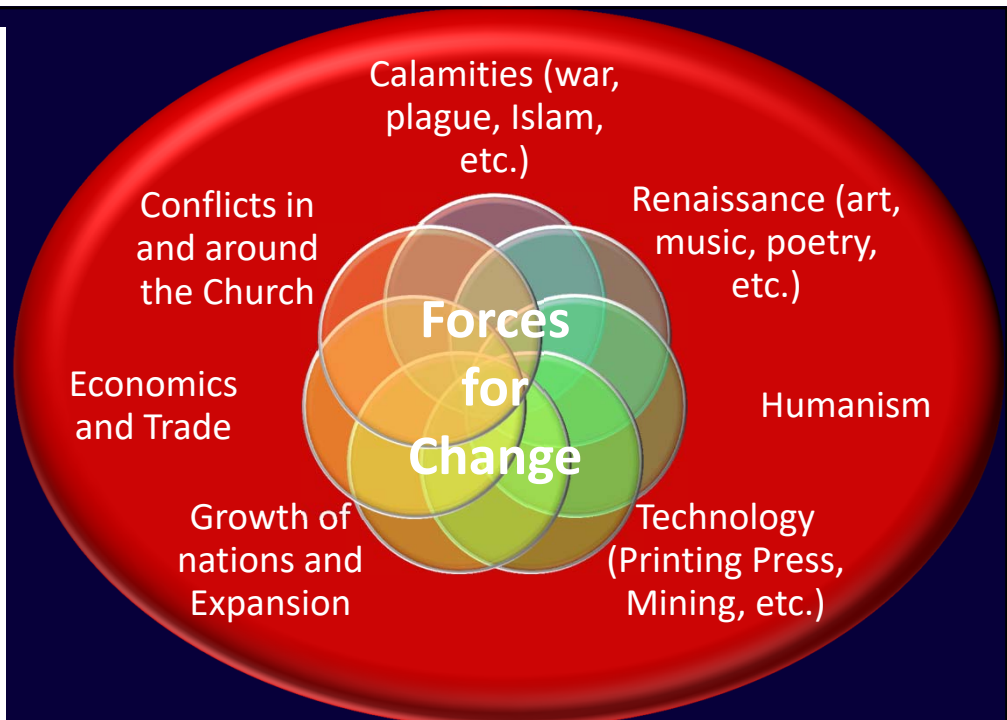 Calamities (war,
plague, Islam,
etc.)
Renaissance (art,
music, poetry,
etc.)
Humanism
Technology
(Printing Press,
Mining, etc.)
Growth of
nations and
Expansion
Economics
and Trade
Conflicts in
and around
the Church
Forces
for
Change